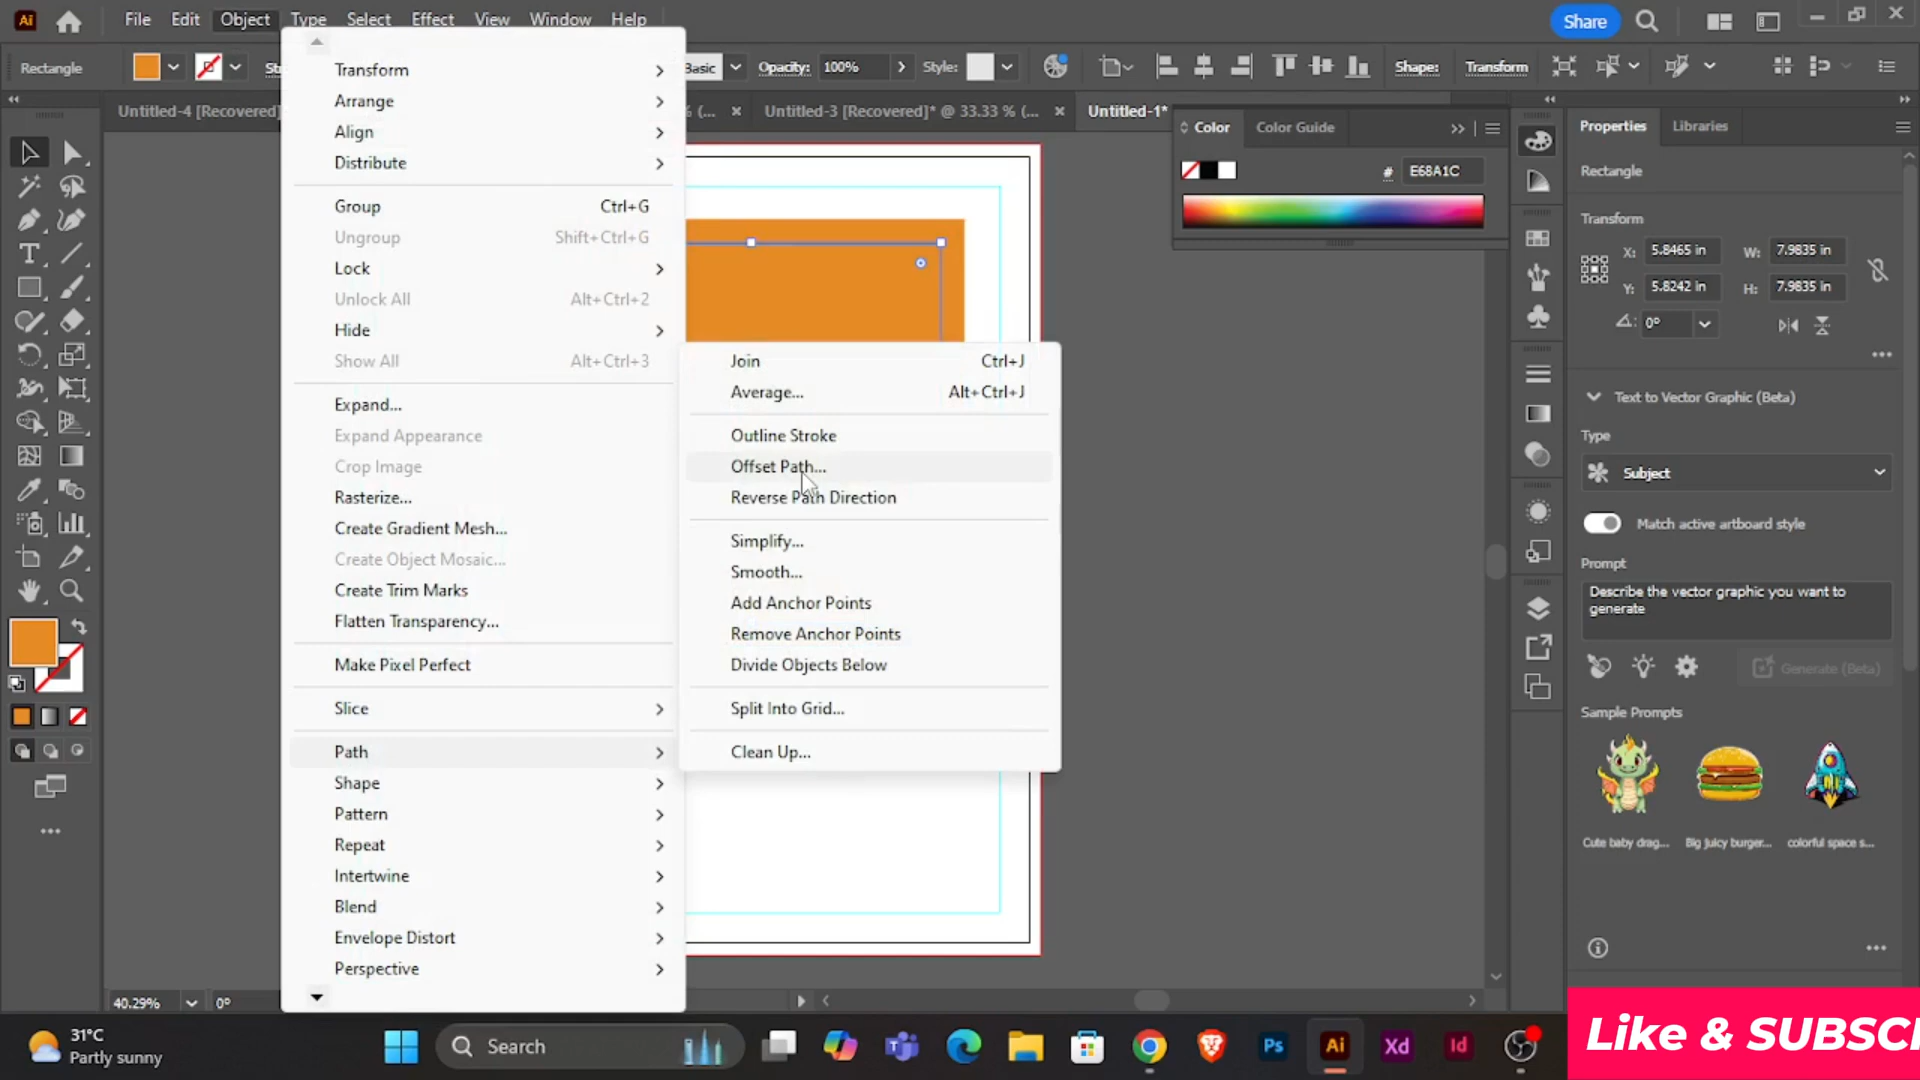 Ai File Edit Object Type Select Effect View Window Help Share
Rectangle Basic Opacity: 100% Style: Shape: Transform
Untitled-4 [Recovered] % (... × Untitled-3 [Recovered]* @ 33.33 % (... × Untitled-1*
Transform
Arrange
Align
Distribute
Group Ctrl+G
Ungroup Shift+Ctrl+G
Lock
Unlock All Alt+Ctrl+2
Hide
Show All Alt+Ctrl+3
Expand...
Expand Appearance
Crop Image
Rasterize...
Create Gradient Mesh...
Create Object Mosaic...
Create Trim Marks
Flatten Transparency...
Make Pixel Perfect
Slice
Path
Shape
Pattern
Repeat
Intertwine
Blend
Envelope Distort
Perspective
Join Ctrl+J
Average... Alt+Ctrl+J
Outline Stroke
Offset Path...
Reverse Path Direction
Simplify...
Smooth...
Add Anchor Points
Remove Anchor Points
Divide Objects Below
Split Into Grid...
Clean Up...
Color Color Guide
# E68A1C
Properties Libraries
Rectangle
Transform
X: 5.8465 in W: 7.9835 in
Y: 5.8242 in H: 7.9835 in
0°
Text to Vector Graphic (Beta)
Type
Subject
Match active artboard style
Prompt
Describe the vector graphic you want to
generate
Generate (Beta)
Sample Prompts
Cute baby drag... Big juicy burger... colorful space s...
40.29% 0°
31°C
Partly sunny
Search
Ps Ai Xd Id
Like & SUBSC